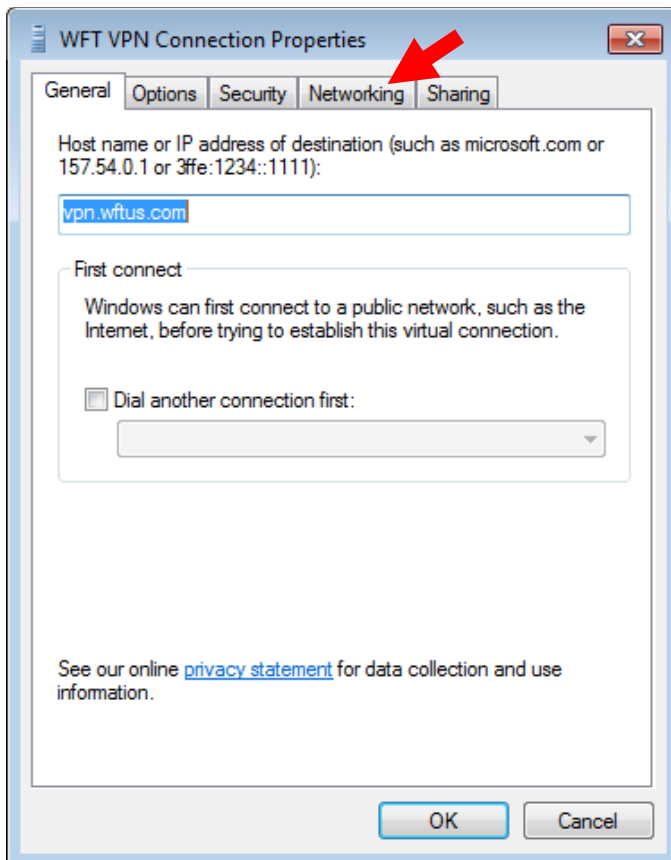 WFT VPN Connection Properties
General Options Security Networking Sharing
Host name or IP address of destination (such as microsoft.com or
157.54.0.1 or 3ffe:1234::1111):
vpn.wftus.com
First connect
Windows can first connect to a public network, such as the
Internet, before trying to establish this virtual connection.
Dial another connection first:
See our online privacy statement for data collection and use
information.
OK Cancel